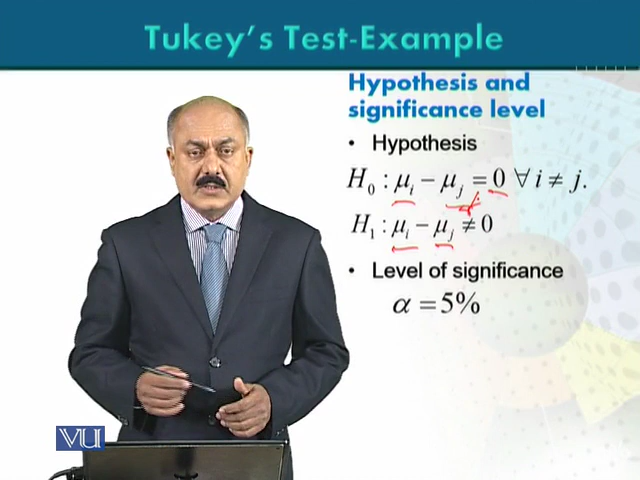 Tukey's Test-Example
Hypothesis and
significance level
• Hypothesis
H₀ : μᵢ − μⱼ = 0 ∀ i ≠ j.
H₁ : μᵢ − μⱼ ≠ 0
• Level of significance
α = 5%
VU